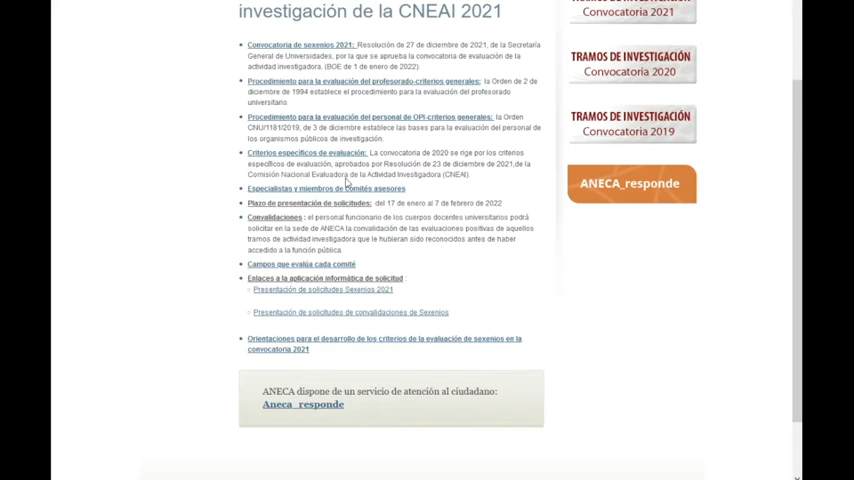 investigación de la CNEAI 2021
Convocatoria de sexenios 2021: Resolución de 27 de diciembre de 2021, de la Secretaría
General de Universidades, por la que se aprueba la convocatoria de evaluación de la
actividad investigadora. (BOE de 1 enero de 2022).
Procedimiento para la evaluación del profesorado-criterios generales: la Orden de 2 de
diciembre de 1994 establece el procedimiento para la evaluación del profesorado
universitario.
Procedimiento para la evaluación del personal de OPI-criterios generales: la Orden
CNU/1181/2019, de 3 de diciembre establece las bases para la evaluación del personal de
los organismos públicos de investigación.
Criterios específicos de evaluación: La convocatoria de 2020 se rige por los criterios
específicos de evaluación, aprobados por Resolución de 23 de diciembre de 2021,de la
Comisión Nacional Evaluadora de la Actividad Investigadora (CNEAI).
Especialistas y miembros de comités asesores
Plazo de presentación de solicitudes: del 17 de enero al 7 de febrero de 2022
Convalidaciones : el personal funcionario de los cuerpos docentes universitarios podrá
solicitar en la sede de ANECA la convalidación de las evaluaciones positivas de aquellos
tramos de actividad investigadora que le hubieran sido reconocidos antes de haber
accedido a la función pública.
Campos que evalúa cada comité
Enlaces a la aplicación informática de solicitud :
Presentación de solicitudes Sexenios 2021
Presentación de solicitudes de convalidaciones de Sexenios
Orientaciones para el desarrollo de los criterios de la evaluación de sexenios en la
convocatoria 2021
ANECA dispone de un servicio de atención al ciudadano:
Aneca_responde
TRAMOS DE INVESTIGACIÓN
Convocatoria 2021
TRAMOS DE INVESTIGACIÓN
Convocatoria 2020
TRAMOS DE INVESTIGACIÓN
Convocatoria 2019
ANECA_responde